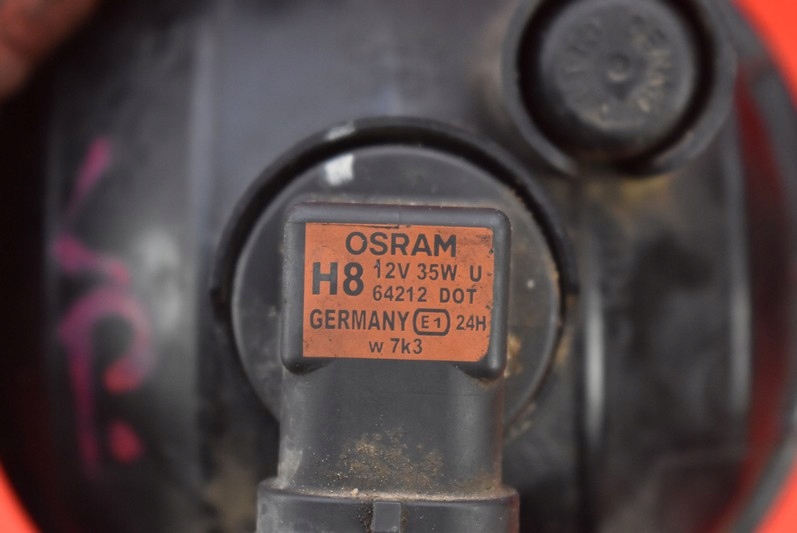 OSRAM
H8 12V 35W U
64212 DOT
GERMANY E1 24H
w 7k3